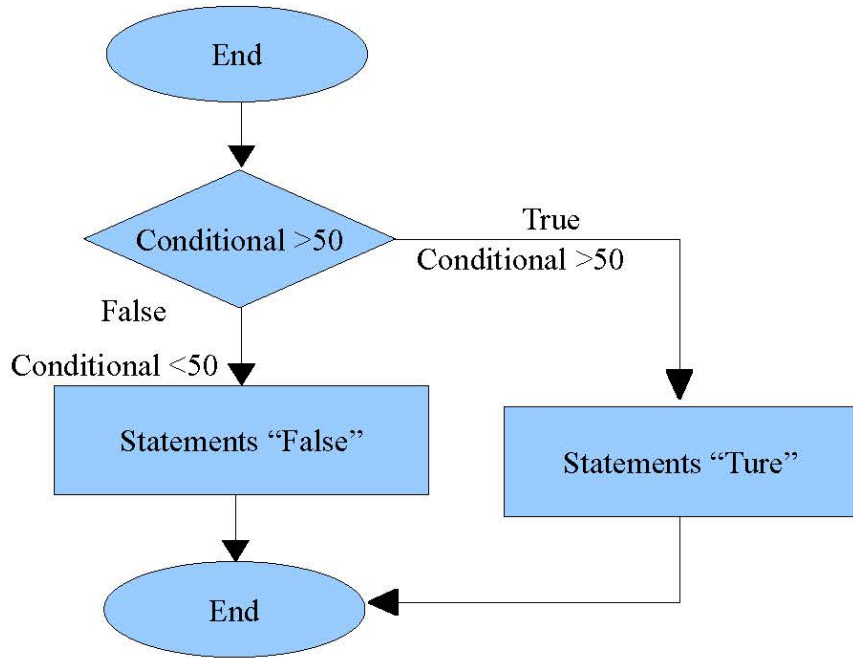 End
Conditional >50
True
Conditional >50
False
Conditional <50
Statements “False”
Statements “Ture”
End